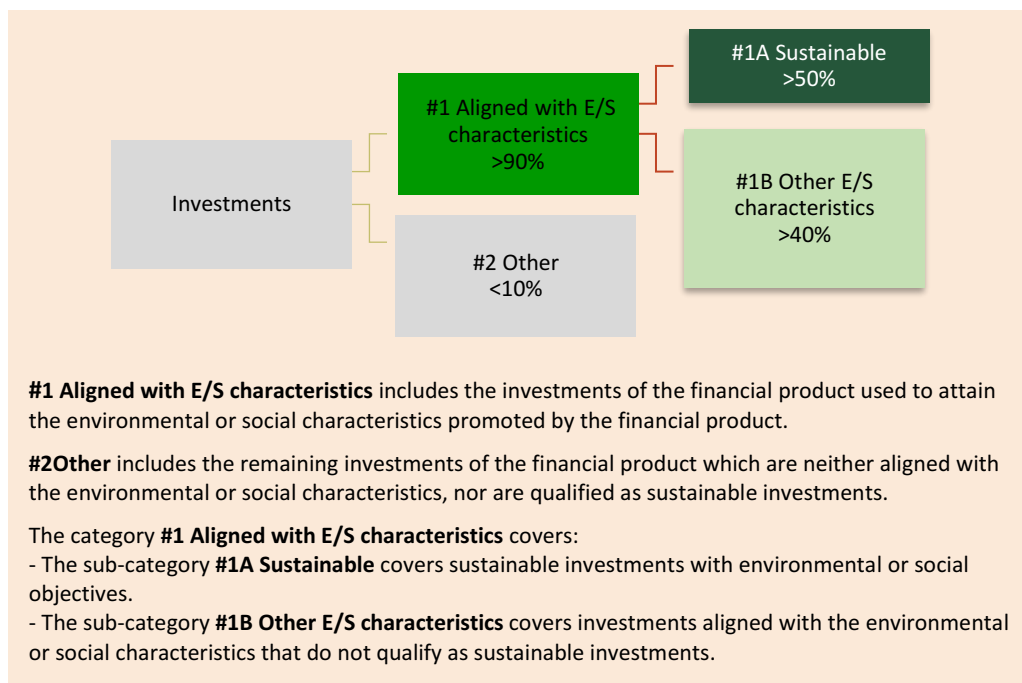 #1A Sustainable
>50%
#1 Aligned with E/S
characteristics
>90%
#1B Other E/S
characteristics
>40%
Investments
#2 Other
<10%
#1 Aligned with E/S characteristics includes the investments of the financial product used to attain
the environmental or social characteristics promoted by the financial product.
#2Other includes the remaining investments of the financial product which are neither aligned with
the environmental or social characteristics, nor are qualified as sustainable investments.
The category #1 Aligned with E/S characteristics covers:
- The sub-category #1A Sustainable covers sustainable investments with environmental or social
objectives.
- The sub-category #1B Other E/S characteristics covers investments aligned with the environmental
or social characteristics that do not qualify as sustainable investments.